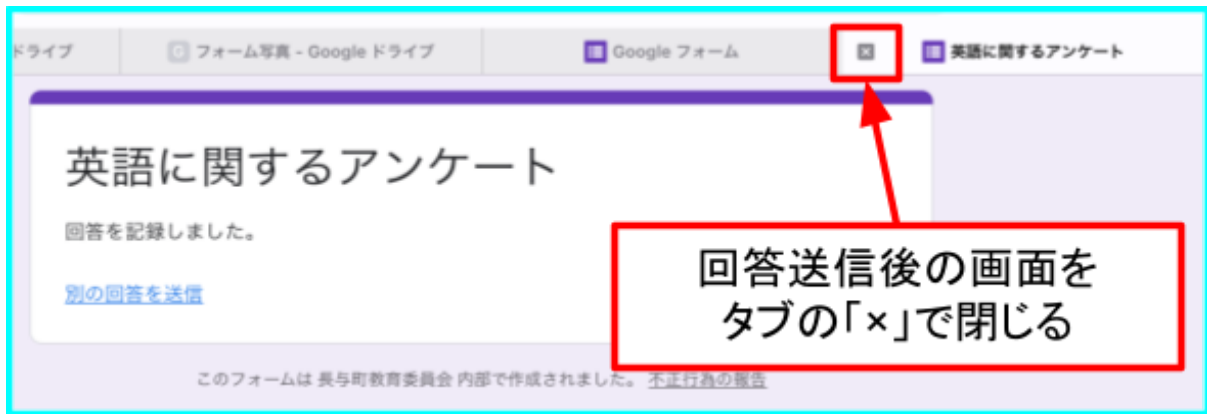 ドライブ
フォーム写真 - Google ドライブ
Google フォーム
英語に関するアンケート
英語に関するアンケート
回答を記録しました。
別の回答を送信
回答送信後の画面を
タブの「×」で閉じる
このフォームは 長与町教育委員会 内部で作成されました。 不正行為の報告